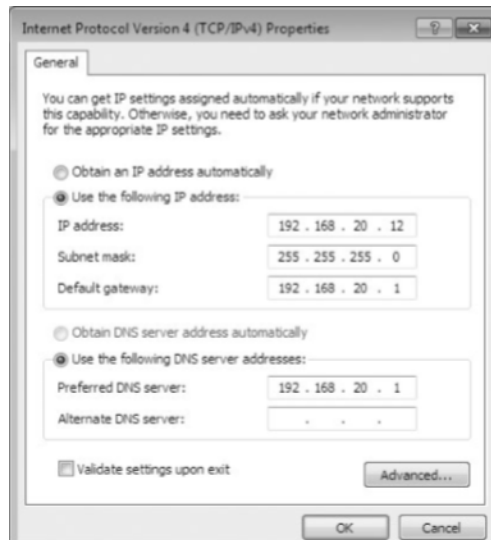 Internet Protocol Version 4 (TCP/IPv4) Properties
?
General
You can get IP settings assigned automatically if your network supports
this capability. Otherwise, you need to ask your network administrator
for the appropriate IP settings.
Obtain an IP address automatically
Use the following IP address:
IP address: 192 . 168 . 20 . 12
Subnet mask: 255 . 255 . 255 . 0
Default gateway: 192 . 168 . 20 . 1
Obtain DNS server address automatically
Use the following DNS server addresses:
Preferred DNS server: 192 . 168 . 20 . 1
Alternate DNS server: . . .
Validate settings upon exit
Advanced...
OK Cancel